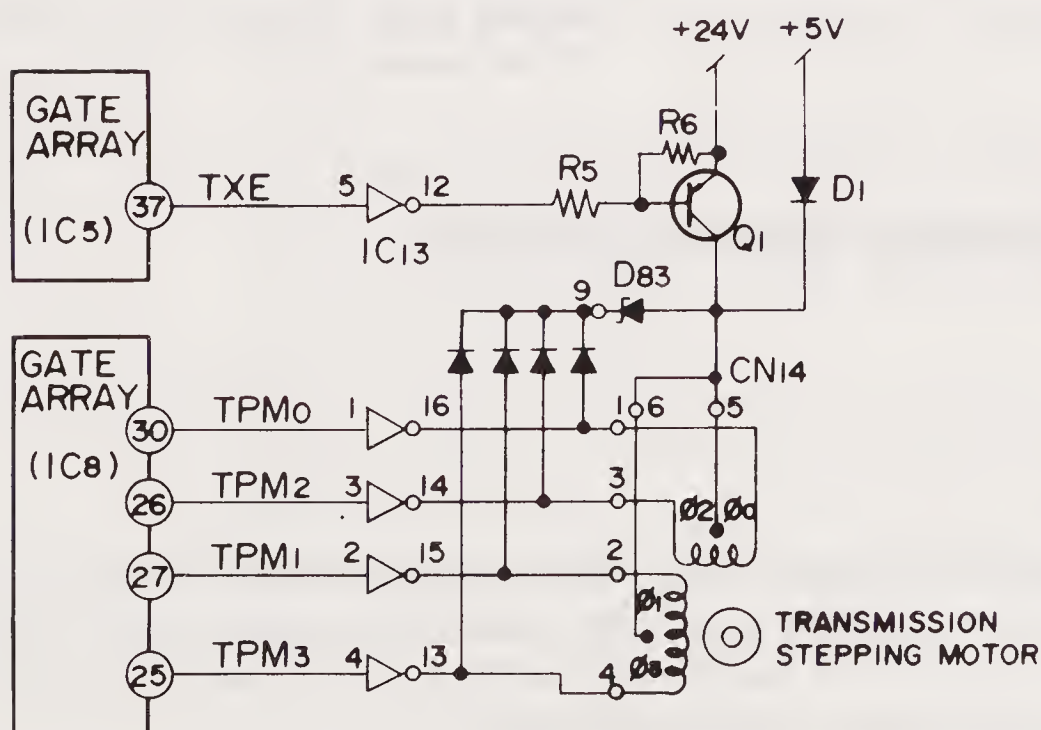 +24V +5V
GATE
ARRAY
(IC5)
37
TXE
5
12
IC13
R5
R6
Q1
D1
D83
9
GATE
ARRAY
(IC8)
30
TPM0
1
16
1
6
CN14
5
26
TPM2
3
14
3
Ø2 Ø0
27
TPM1
2
15
2
Ø1
25
TPM3
4
13
4
Ø3
TRANSMISSION
STEPPING MOTOR